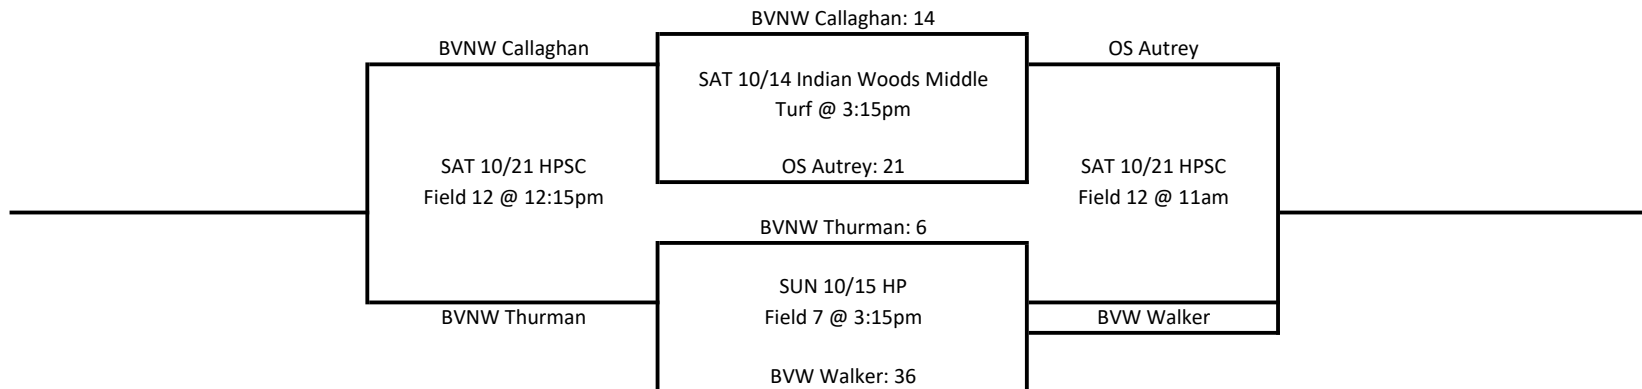 BVNW Callaghan: 14
BVNW Callaghan
OS Autrey
SAT 10/14 Indian Woods Middle
Turf @ 3:15pm
SAT 10/21 HPSC
Field 12 @ 12:15pm
OS Autrey: 21
SAT 10/21 HPSC
Field 12 @ 11am
BVNW Thurman: 6
SUN 10/15 HP
Field 7 @ 3:15pm
BVNW Thurman
BVW Walker
BVW Walker: 36